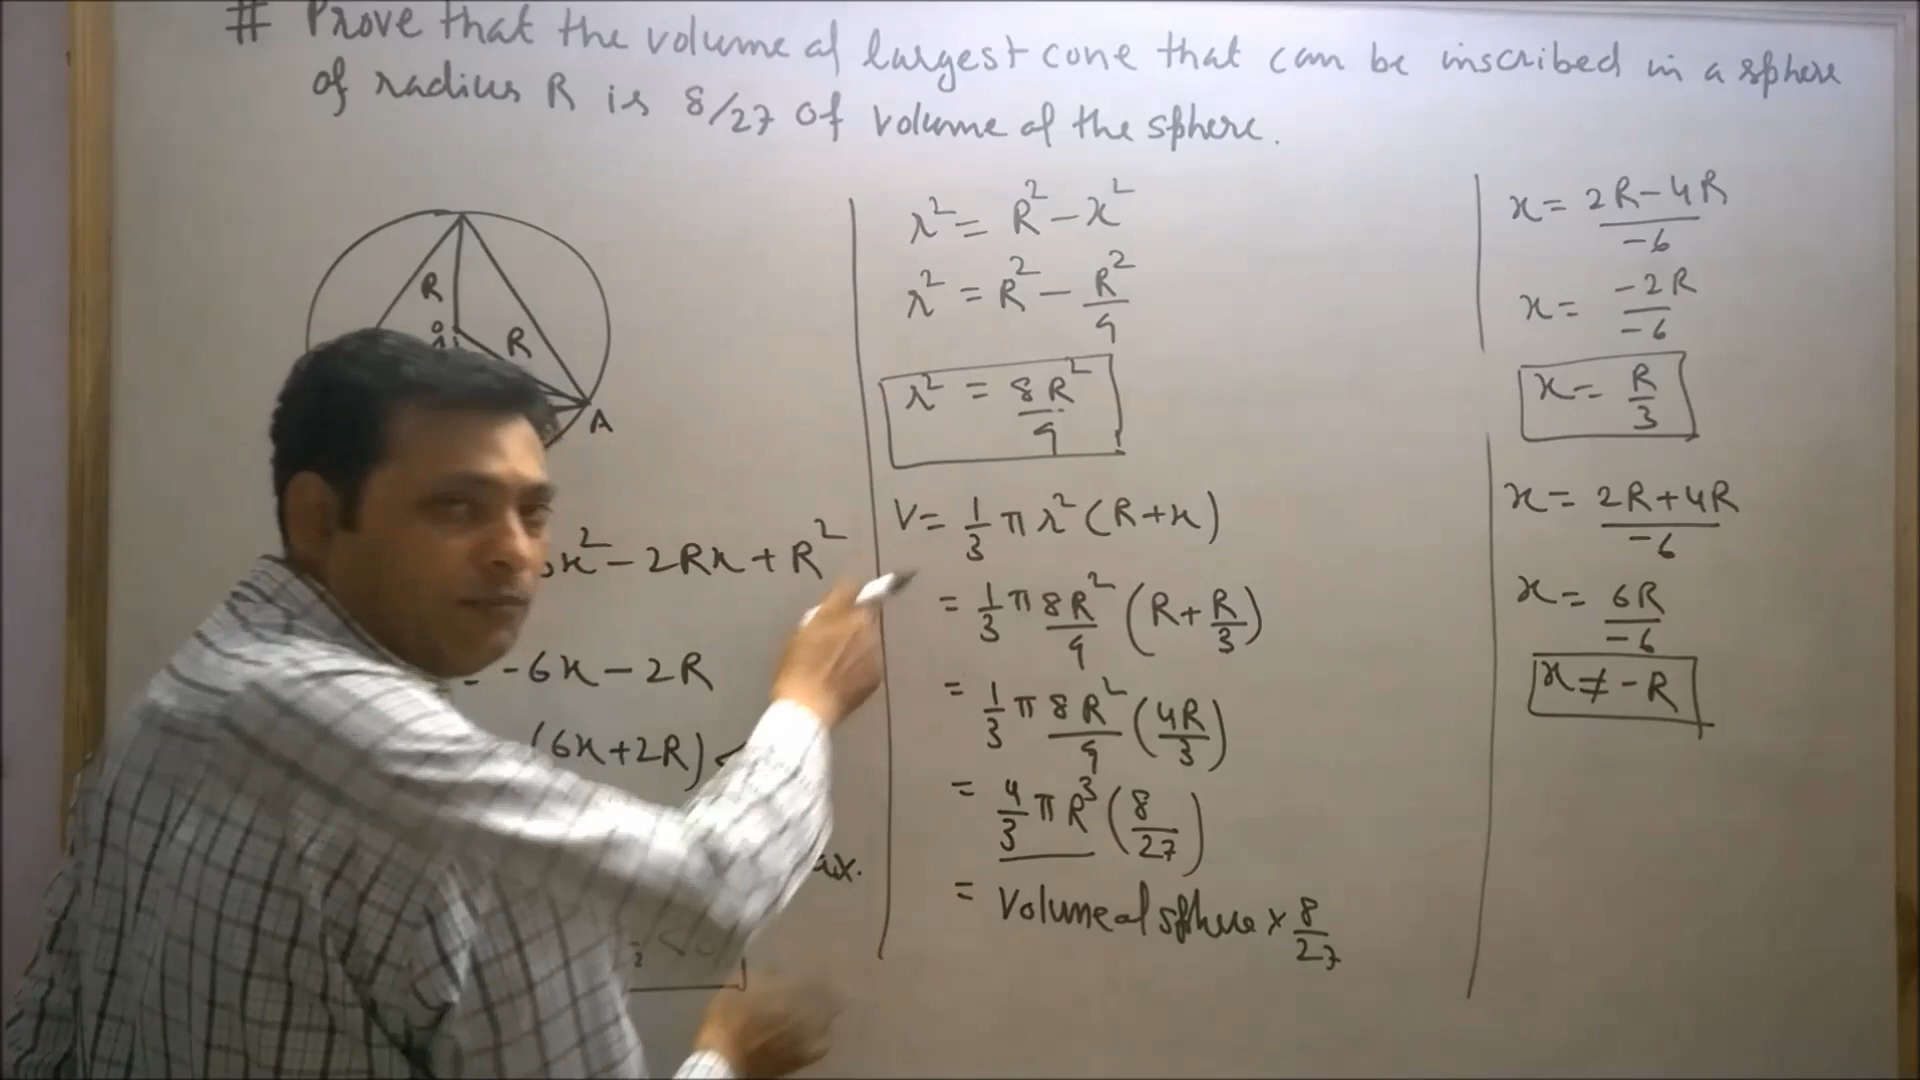 # Prove that the volume of largest cone that can be inscribed in a sphere
of radius R is 8/27 of volume of the sphere.
R
O
R
A
x² - 2Rx + R²
-6x - 2R
(6x + 2R) <
r² = R² - x²
r² = R² - R²/9
r² = 8R²/9
V = 1/3 π r² (R + x)
= 1/3 π 8R²/9 (R + R/3)
= 1/3 π 8R²/9 (4R/3)
= 4/3 π R³ (8/27)
= Volume of sphere × 8/27
x = 2R - 4R/-6
x = -2R/-6
x = R/3
x = 2R + 4R/-6
x = 6R/-6
x ≠ -R